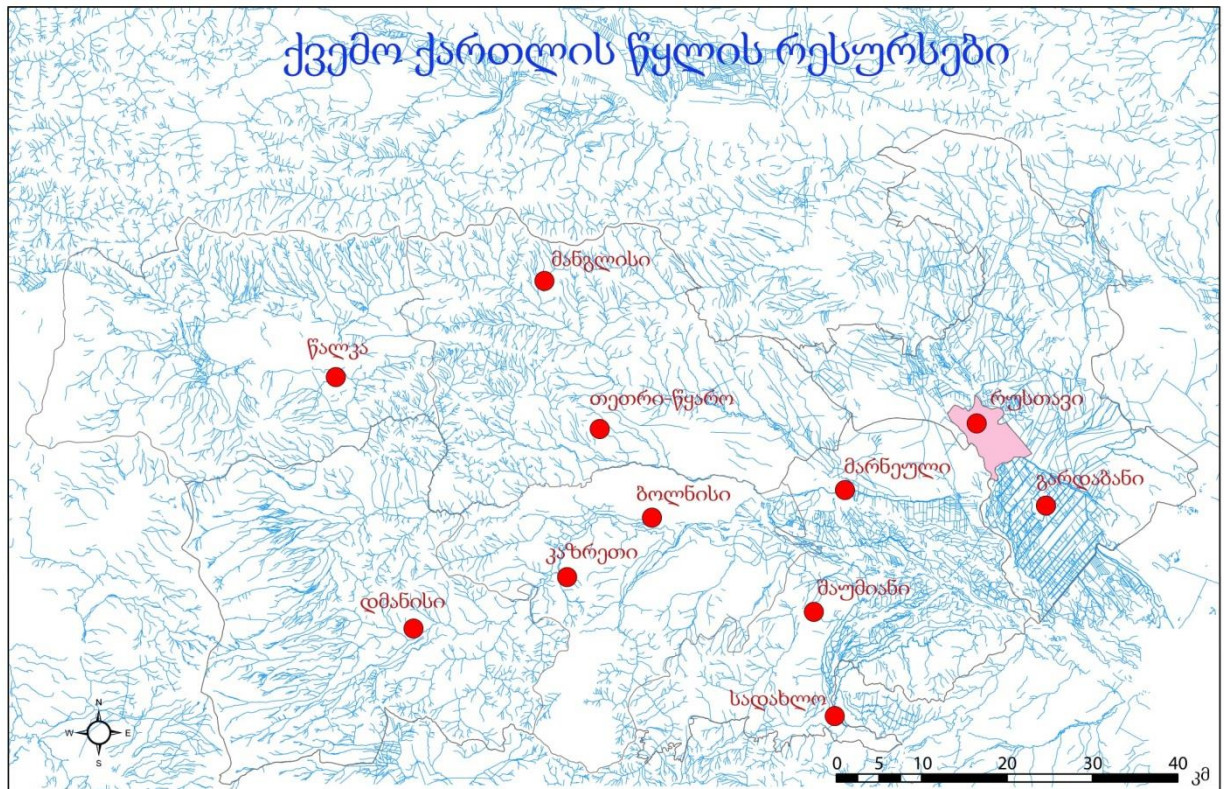 ქვემო ქართლის წყლის რესურსები
მანგლისი
წალკა
თეთრი-წყარო
რუსთავი
მარნეული
გარდაბანი
ბოლნისი
კაზრეთი
შაუმიანი
დმანისი
სადახლო
N
W E
S
0 5 10 20 30 40
კმ